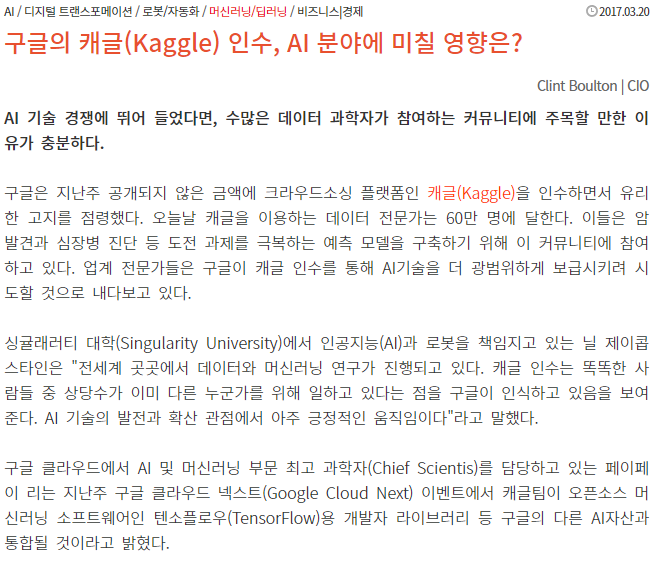 AI / 디지털 트랜스포메이션 / 로봇/자동화 / 머신러닝/딥러닝 / 비즈니스|경제 2017.03.20
구글의 캐글(Kaggle) 인수, AI 분야에 미칠 영향은?
Clint Boulton | CIO
AI 기술 경쟁에 뛰어 들었다면, 수많은 데이터 과학자가 참여하는 커뮤니티에 주목할 만한 이
유가 충분하다.
구글은 지난주 공개되지 않은 금액에 크라우드소싱 플랫폼인 캐글(Kaggle)을 인수하면서 유리
한 고지를 점령했다. 오늘날 캐글을 이용하는 데이터 전문가는 60만 명에 달한다. 이들은 암
발견과 심장병 진단 등 도전 과제를 극복하는 예측 모델을 구축하기 위해 이 커뮤니티에 참여
하고 있다. 업계 전문가들은 구글이 캐글 인수를 통해 AI기술을 더 광범위하게 보급시키려 시
도할 것으로 내다보고 있다.
싱귤래러티 대학(Singularity University)에서 인공지능(AI)과 로봇을 책임지고 있는 닐 제이콥
스타인은 "전세계 곳곳에서 데이터와 머신러닝 연구가 진행되고 있다. 캐글 인수는 똑똑한 사
람들 중 상당수가 이미 다른 누군가를 위해 일하고 있다는 점을 구글이 인식하고 있음을 보여
준다. AI 기술의 발전과 확산 관점에서 아주 긍정적인 움직임이다"라고 말했다.
구글 클라우드에서 AI 및 머신러닝 부문 최고 과학자(Chief Scientis)를 담당하고 있는 페이페
이 리는 지난주 구글 클라우드 넥스트(Google Cloud Next) 이벤트에서 캐글팀이 오픈소스 머
신러닝 소프트웨어인 텐소플로우(TensorFlow)용 개발자 라이브러리 등 구글의 다른 AI자산과
통합될 것이라고 밝혔다.